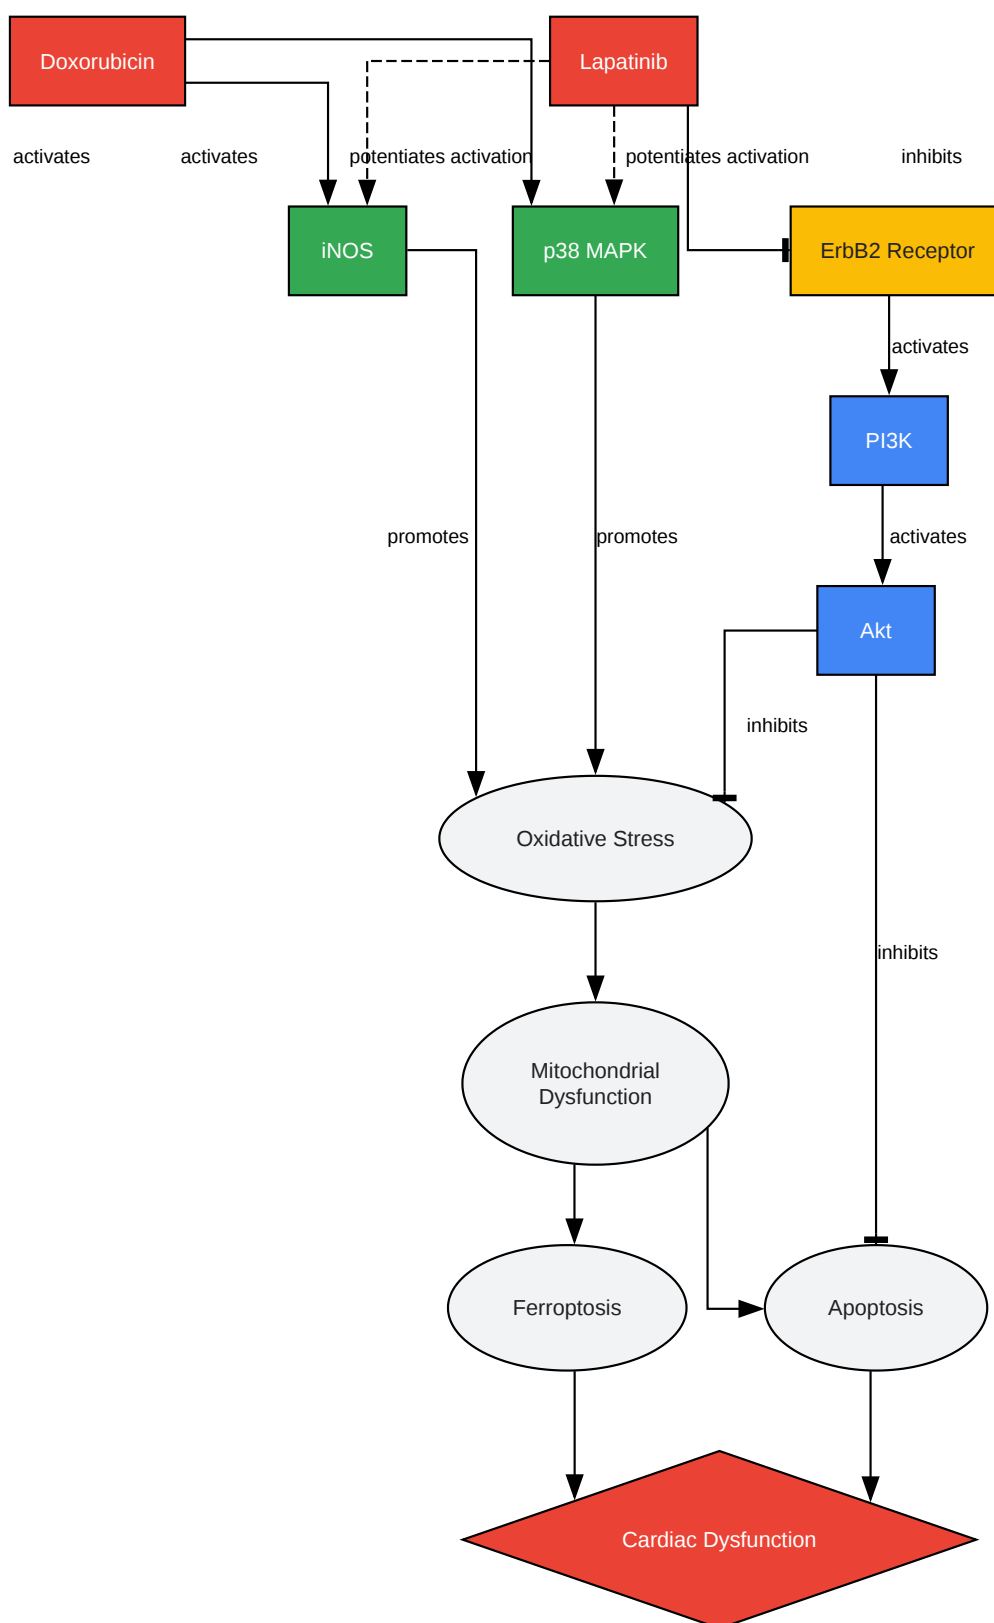 Doxorubicin
Lapatinib
activates
activates
potentiates activation
potentiates activation
inhibits
iNOS
p38 MAPK
ErbB2 Receptor
activates
PI3K
promotes
promotes
activates
Akt
inhibits
Oxidative Stress
inhibits
Mitochondrial
Dysfunction
Ferroptosis
Apoptosis
Cardiac Dysfunction